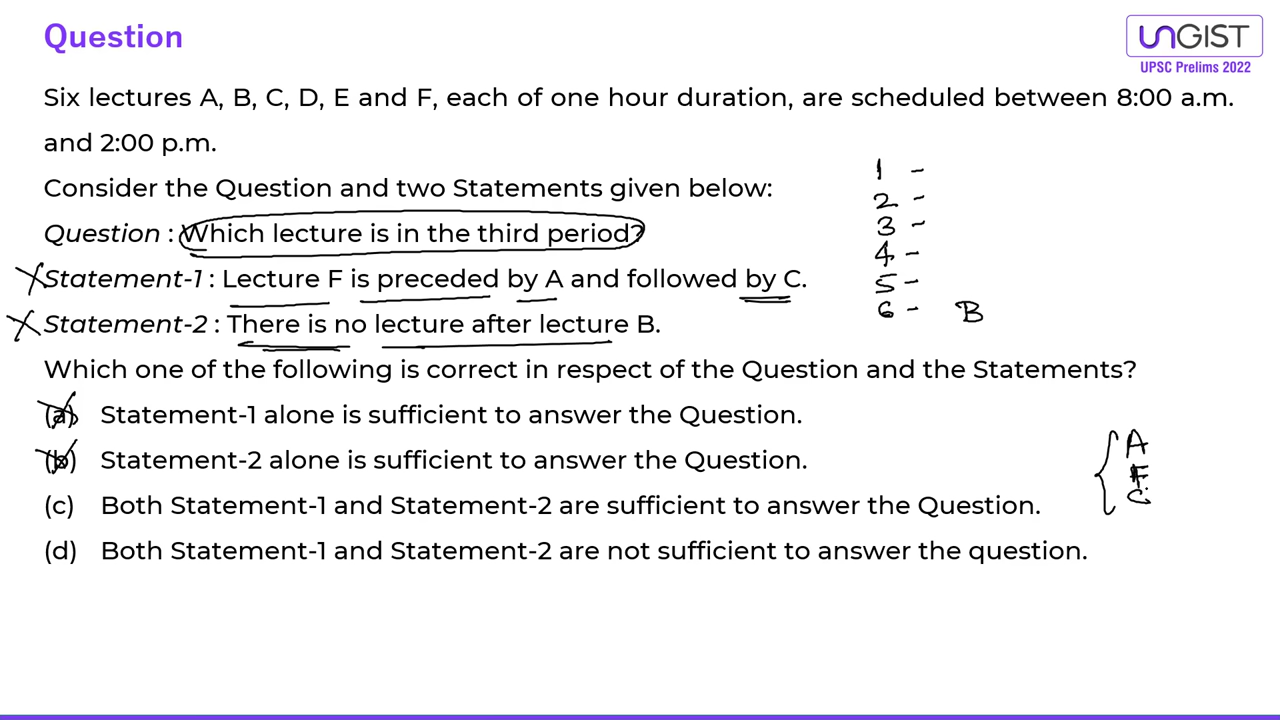 Question
UNGIST
UPSC Prelims 2022
Six lectures A, B, C, D, E and F, each of one hour duration, are scheduled between 8:00 a.m.
and 2:00 p.m.
Consider the Question and two Statements given below:
Question : Which lecture is in the third period?
Statement-1 : Lecture F is preceded by A and followed by C.
Statement-2 : There is no lecture after lecture B.
1 -
2 -
3 -
4 -
5 -
6 - B
Which one of the following is correct in respect of the Question and the Statements?
(a) Statement-1 alone is sufficient to answer the Question.
(b) Statement-2 alone is sufficient to answer the Question.
(c) Both Statement-1 and Statement-2 are sufficient to answer the Question.
(d) Both Statement-1 and Statement-2 are not sufficient to answer the question.
A
F
C